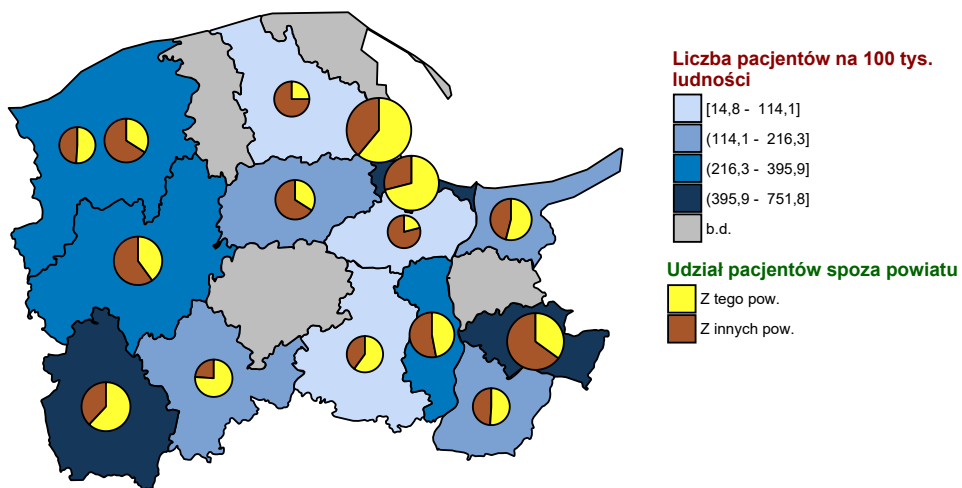 Liczba pacjentów na 100 tys.
ludności
[14,8 - 114,1]
(114,1 - 216,3]
(216,3 - 395,9]
(395,9 - 751,8]
b.d.
Udział pacjentów spoza powiatu
Z tego pow.
Z innych pow.